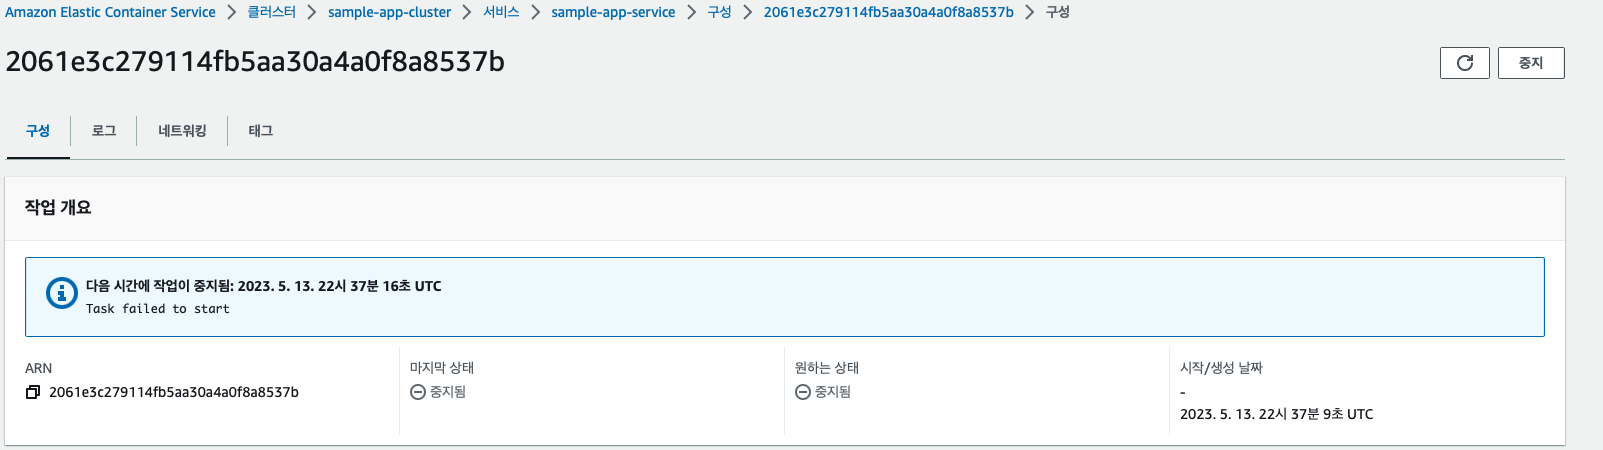 Amazon Elastic Container Service > 클러스터 > sample-app-cluster > 서비스 > sample-app-service > 구성 > 2061e3c279114fb5aa30a4a0f8a8537b > 구성
2061e3c279114fb5aa30a4a0f8a8537b
중지
구성 로그 네트워킹 태그
작업 개요
다음 시간에 작업이 중지됨: 2023. 5. 13. 22시 37분 16초 UTC
Task failed to start
ARN
2061e3c279114fb5aa30a4a0f8a8537b
마지막 상태
중지됨
원하는 상태
중지됨
시작/생성 날짜
-
2023. 5. 13. 22시 37분 9초 UTC